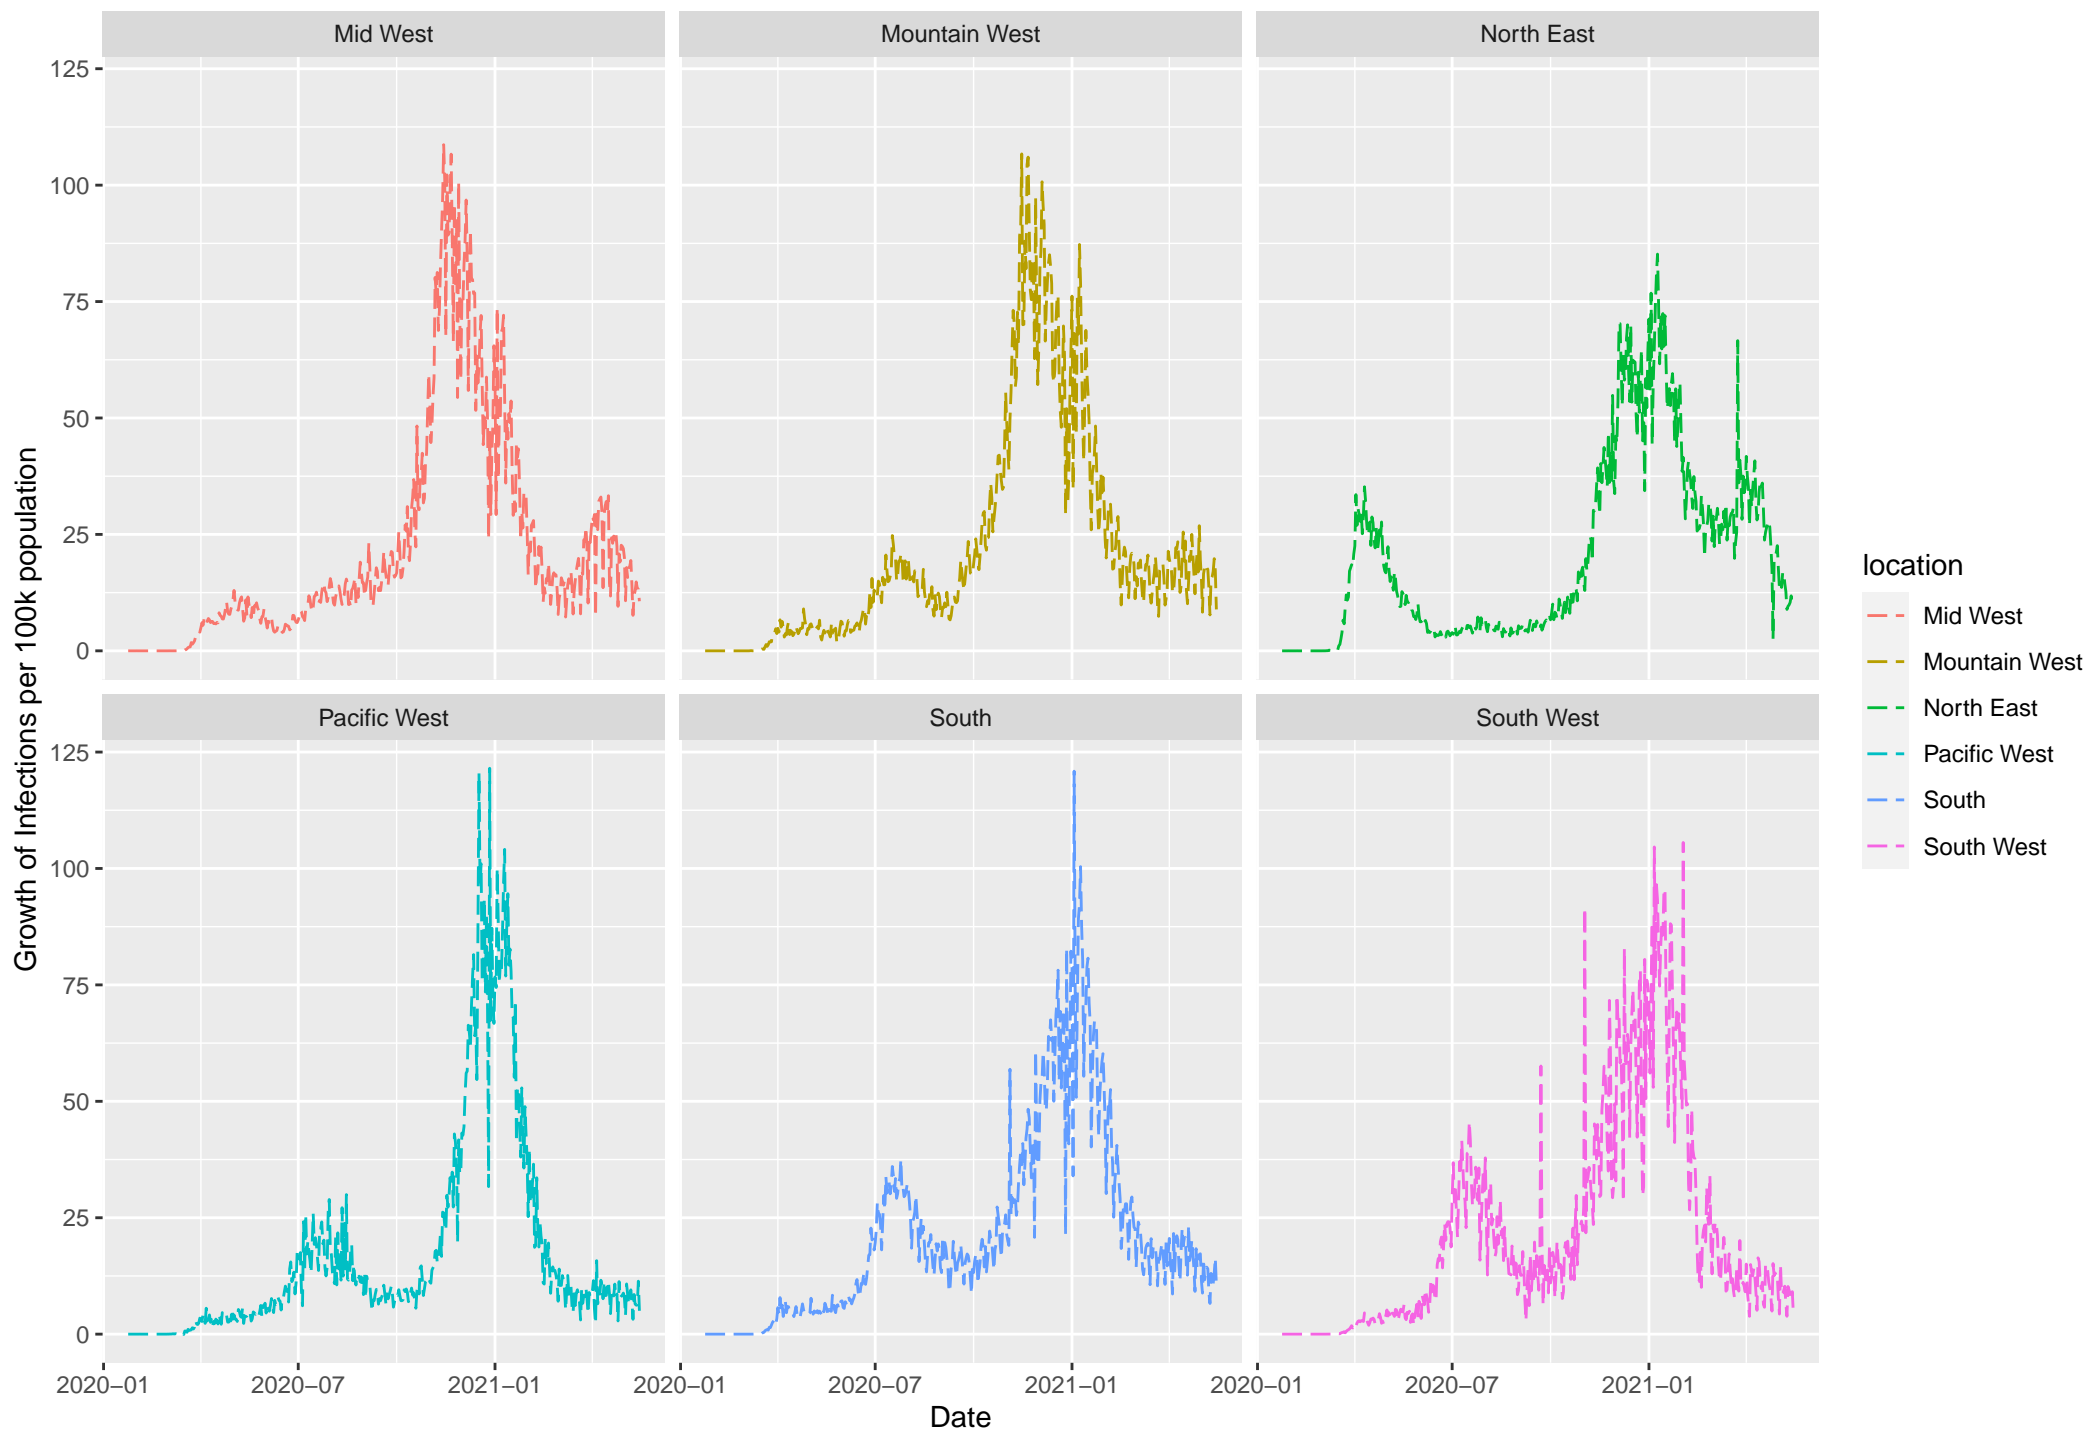 Mid West
Mountain West
North East
125
100
75
50
25
0
Pacific West
South
South West
125
100
75
50
25
0
2020–01
2020–07
2021–01
2020–01
2020–07
2021–01
2020–01
2020–07
2021–01
Date
Growth of Infections per 100k population
location
Mid West
Mountain West
North East
Pacific West
South
South West